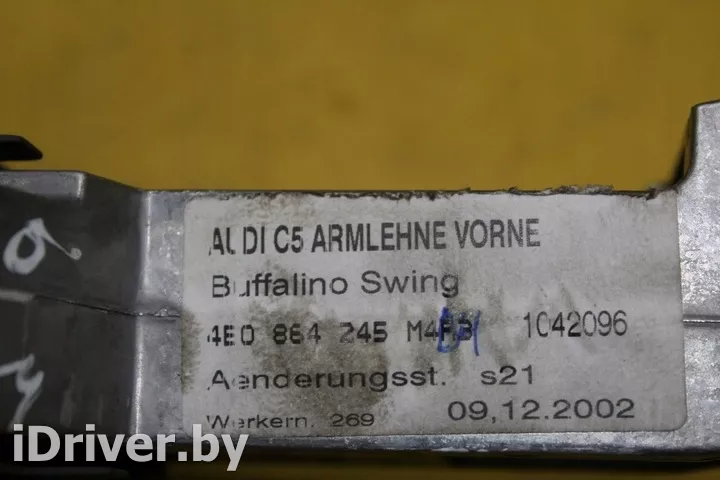 AUDI C5 ARMLEHNE VORNE
Buffalino Swing
4E0 864 245 1042096
Aenderungsst. s21
Werkern. 269 09,12.2002
iDriver.by